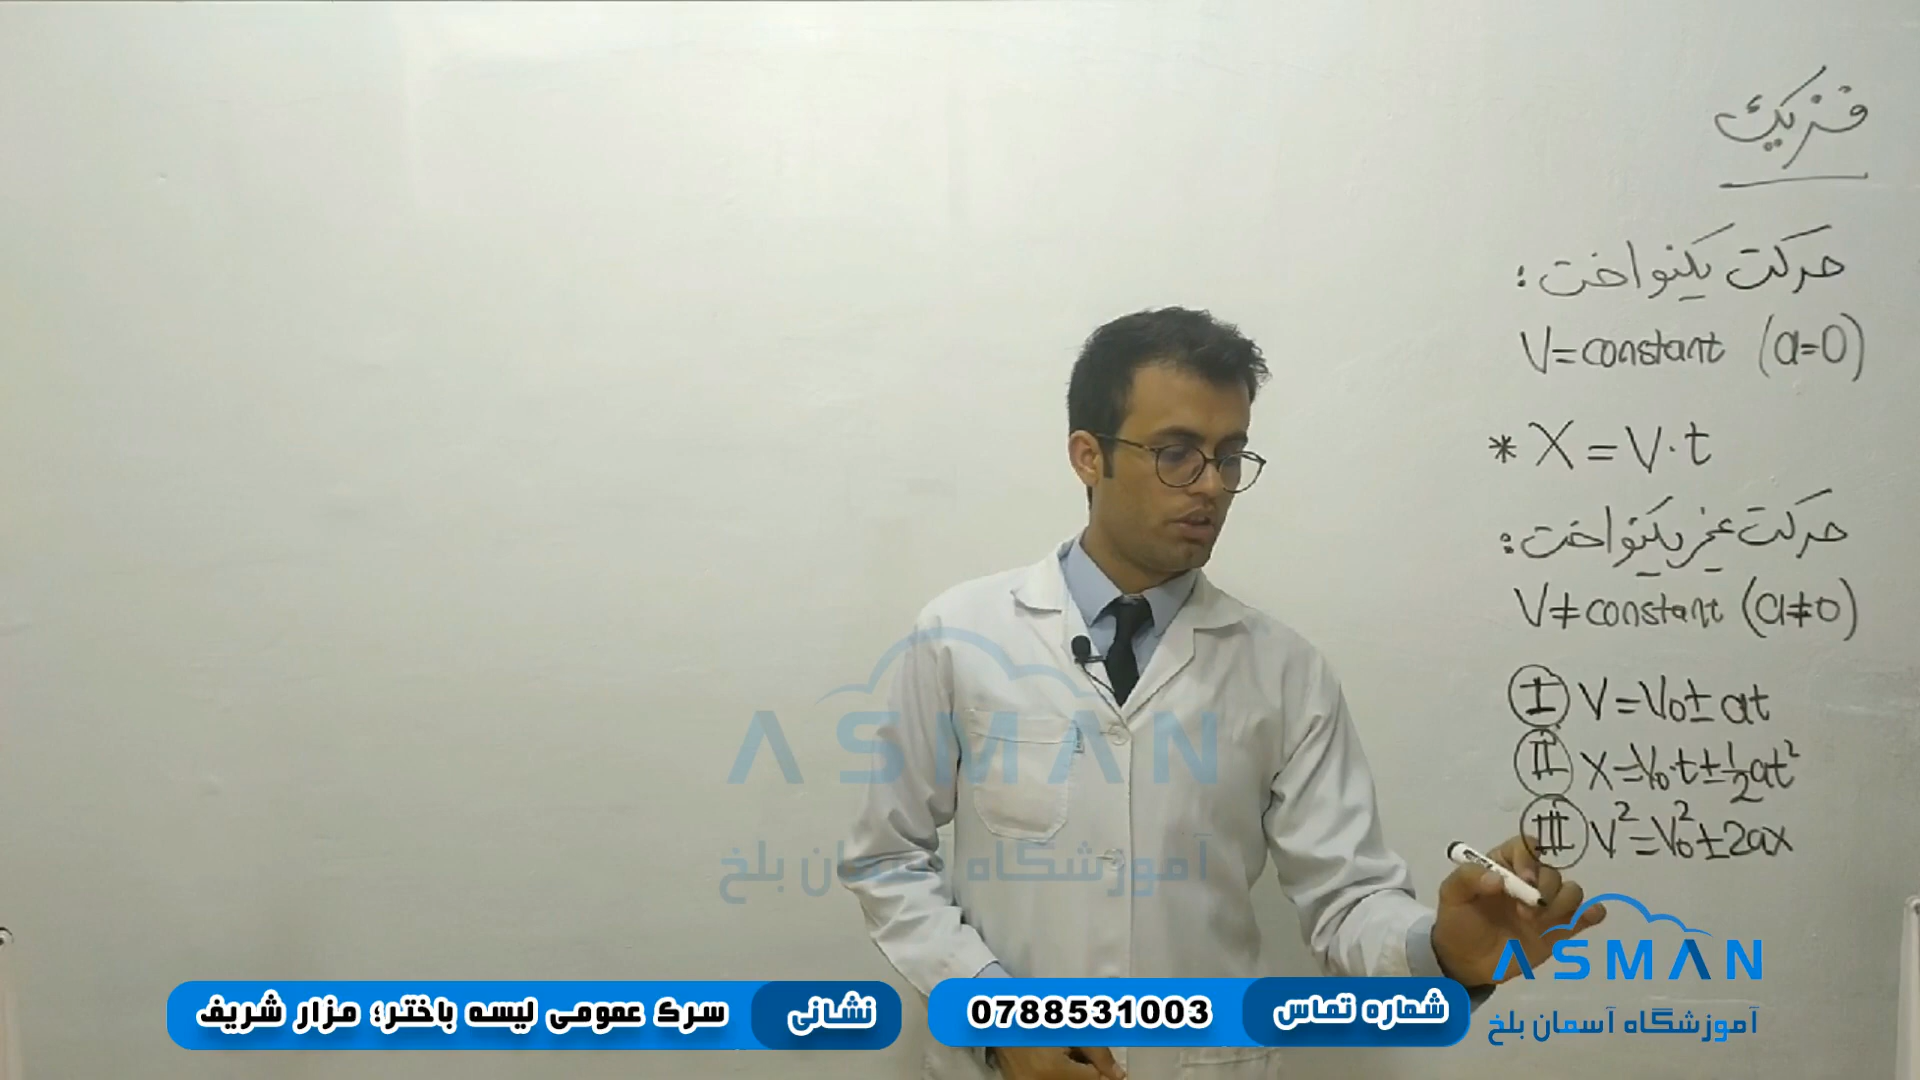 فزیک
حرکت یکنواخت :
V=constant (a=0)
* X = V·t
حرکت غیر یکنواخت :
V≠constant (a≠0)
I V=V₀± at
II X=V₀·t±½at²
III V²=V₀²±2ax
ASMAN
آموزشگاه آسمان بلخ
ASMAN
آموزشگاه آسمان بلخ
شماره تماس 0788531003
نشانی سرک عمومی لیسه باختر؛ مزار شریف